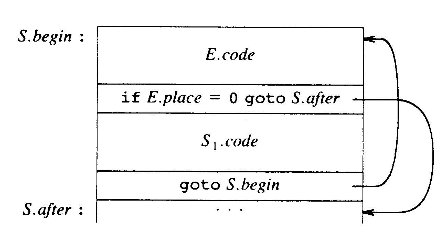 S.begin :
E.code
if E.place = 0 goto S.after
S₁.code
goto S.begin
S.after :
. . .